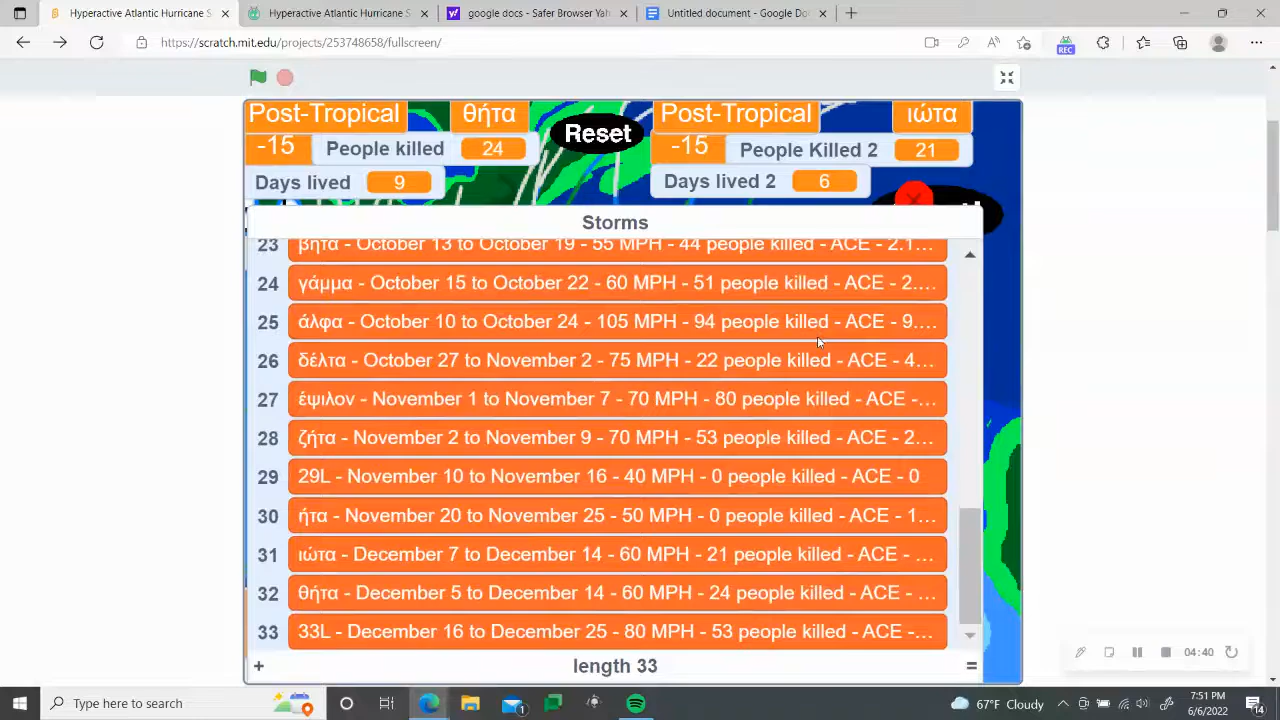 Hyperactive Atlantic Hurricane S
Hyperactive Atlantic Hurricane S
google docs - Safer Browser Yah
Untitled document - Google Do
https://scratch.mit.edu/projects/253748658/fullscreen/
REC
Post-Tropical θήτα
Reset
Post-Tropical ιώτα
-15 People killed 24
-15 People Killed 2 21
Days lived 9
Days lived 2 6
Storms
23 βήτα - October 13 to October 19 - 55 MPH - 44 people killed - ACE - 2.1...
24 γάμμα - October 15 to October 22 - 60 MPH - 51 people killed - ACE - 2....
25 άλφα - October 10 to October 24 - 105 MPH - 94 people killed - ACE - 9....
26 δέλτα - October 27 to November 2 - 75 MPH - 22 people killed - ACE - 4...
27 έψιλον - November 1 to November 7 - 70 MPH - 80 people killed - ACE -...
28 ζήτα - November 2 to November 9 - 70 MPH - 53 people killed - ACE - 2...
29 29L - November 10 to November 16 - 40 MPH - 0 people killed - ACE - 0
30 ήτα - November 20 to November 25 - 50 MPH - 0 people killed - ACE - 1...
31 ιώτα - December 7 to December 14 - 60 MPH - 21 people killed - ACE - ...
32 θήτα - December 5 to December 14 - 60 MPH - 24 people killed - ACE - ...
33 33L - December 16 to December 25 - 80 MPH - 53 people killed - ACE -...
+ length 33 =
04:40
Type here to search
1
67°F Cloudy
7:51 PM
6/6/2022
14